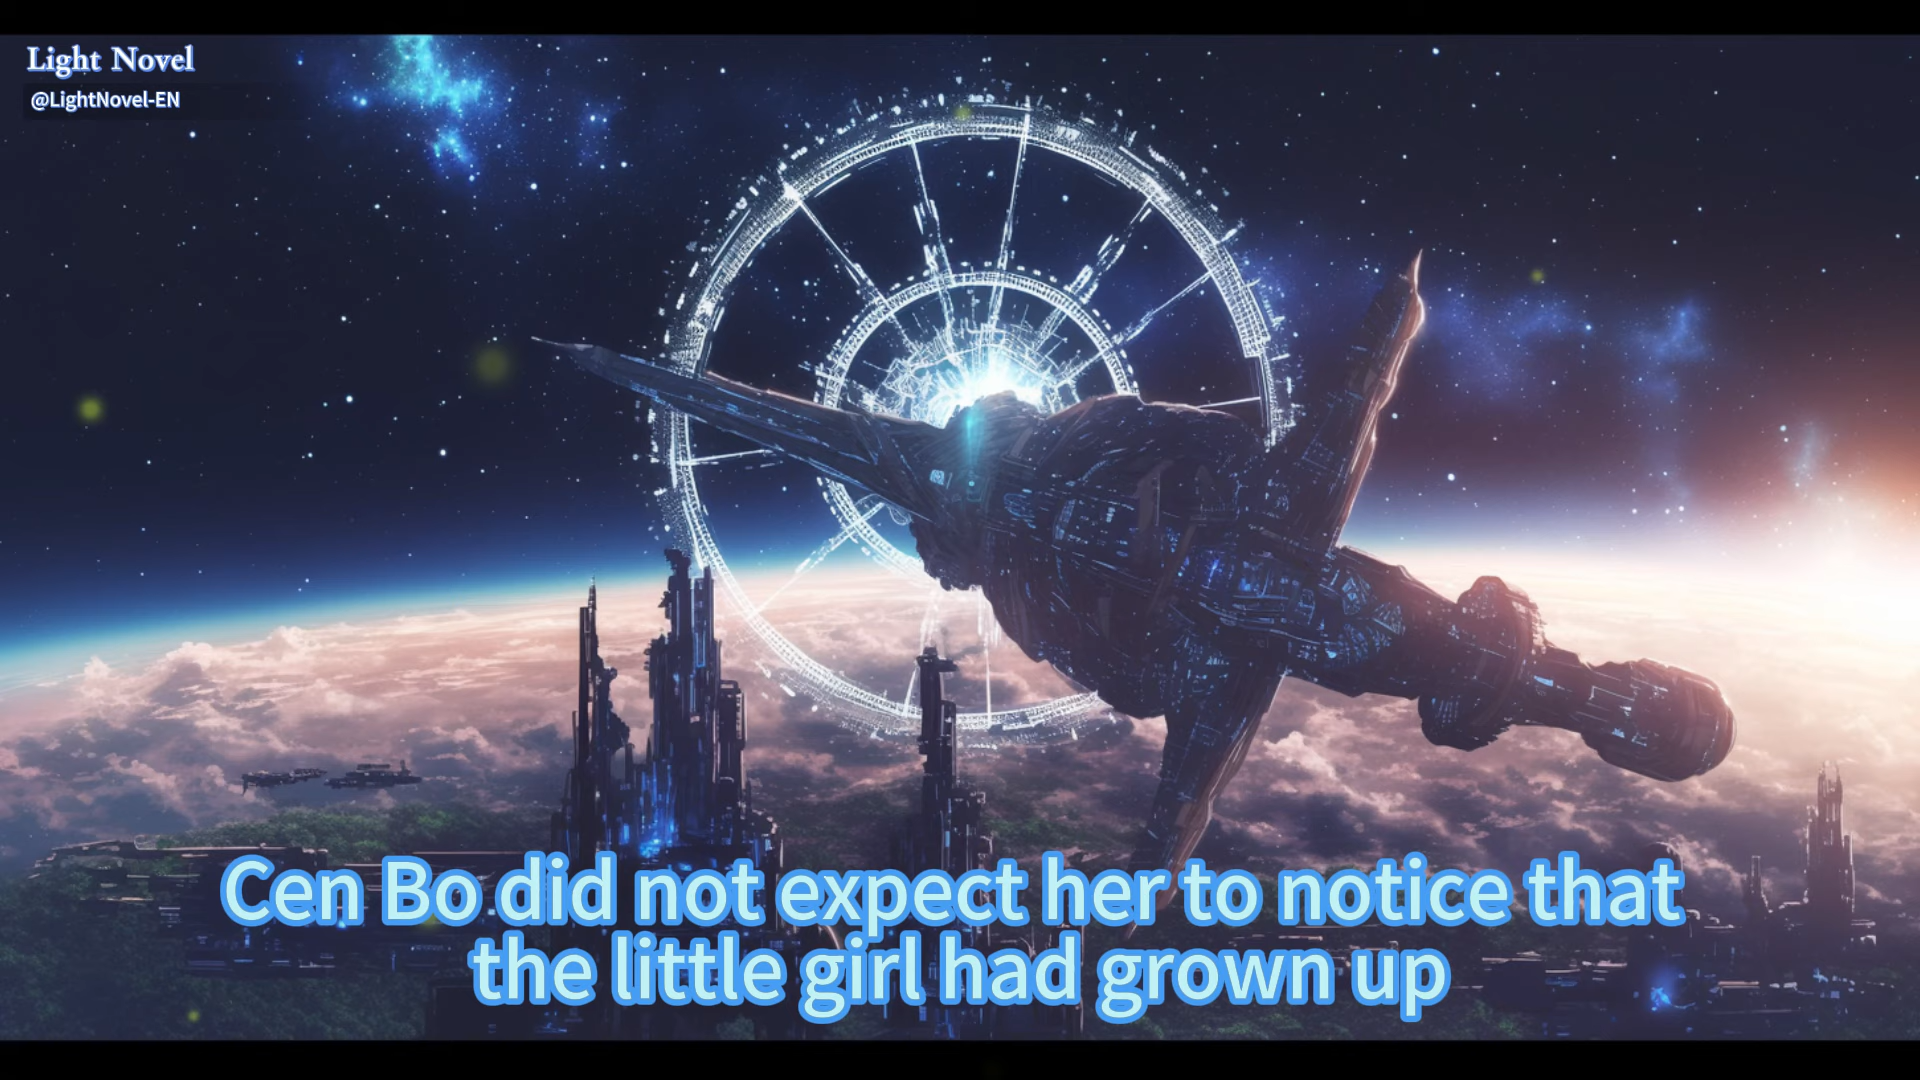 Light Novel
@LightNovel-EN
Cen Bo did not expect her to notice that
the little girl had grown up